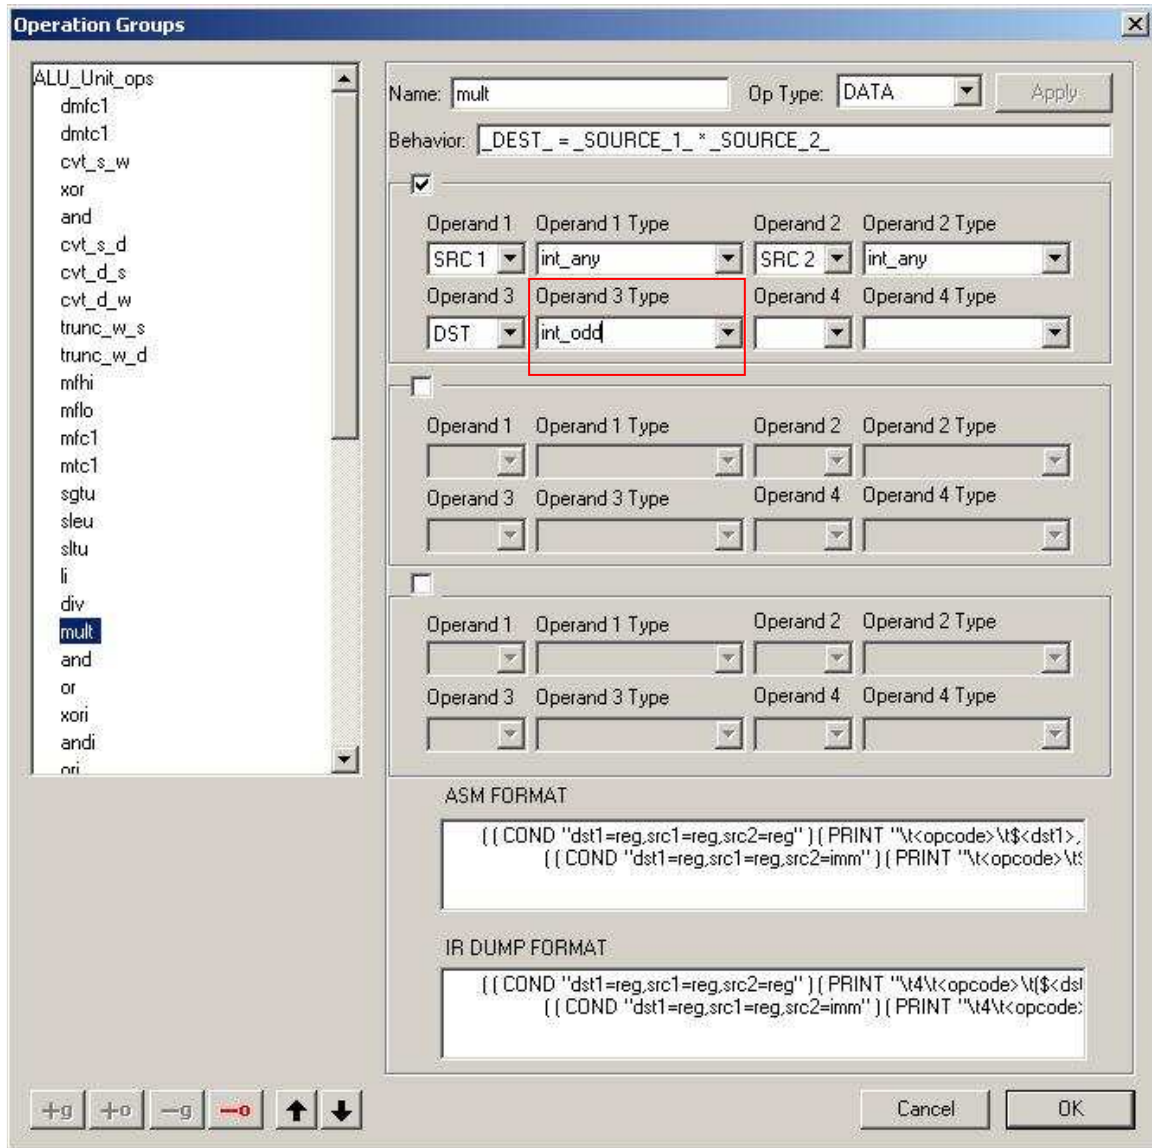 Operation Groups
ALU_Unit_ops
dmfc1
dmtc1
cvt_s_w
xor
and
cvt_s_d
cvt_d_s
cvt_d_w
trunc_w_s
trunc_w_d
mfhi
mflo
mfc1
mtc1
sgtu
sleu
sltu
li
div
mult
and
or
xori
andi
ori
Name: mult Op Type: DATA Apply
Behavior: _DEST_ = _SOURCE_1_ * _SOURCE_2_
Operand 1 Operand 1 Type Operand 2 Operand 2 Type
SRC 1 int_any SRC 2 int_any
Operand 3 Operand 3 Type Operand 4 Operand 4 Type
DST int_odd
Operand 1 Operand 1 Type Operand 2 Operand 2 Type
Operand 3 Operand 3 Type Operand 4 Operand 4 Type
Operand 1 Operand 1 Type Operand 2 Operand 2 Type
Operand 3 Operand 3 Type Operand 4 Operand 4 Type
ASM FORMAT
( ( COND "dst1=reg,src1=reg,src2=reg" ) ( PRINT "\t<opcode>\t$<dst1>,
( ( COND "dst1=reg,src1=reg,src2=imm" ) ( PRINT "\t<opcode>\t$
IR DUMP FORMAT
( ( COND "dst1=reg,src1=reg,src2=reg" ) ( PRINT "\t4\t<opcode>\t($<dst
( ( COND "dst1=reg,src1=reg,src2=imm" ) ( PRINT "\t4\t<opcode>
+g +o −g −o Cancel OK